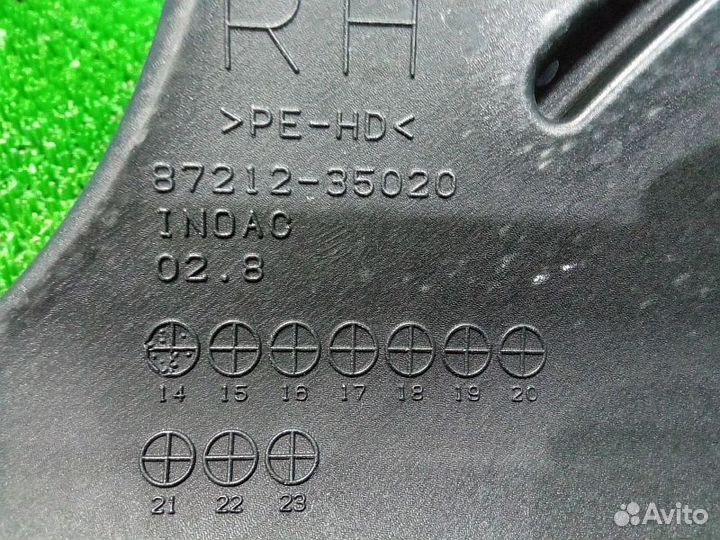 RH
>PE-HD<
87212-35020
INOAC
02.8
14 15 16 17 18 19 20
21 22 23
Avito